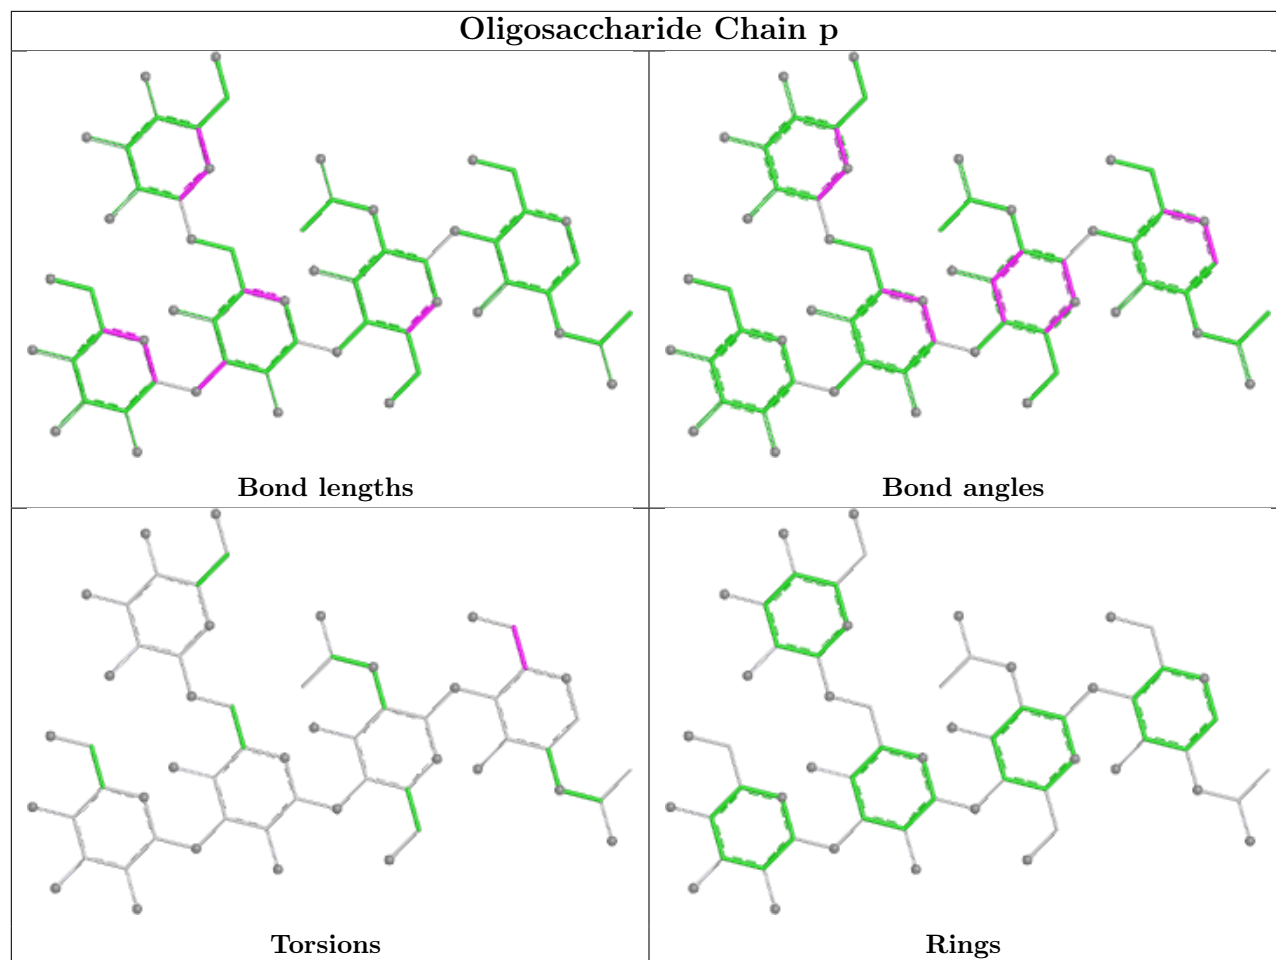 Oligosaccharide Chain p
Bond lengths
Bond angles
Torsions
Rings